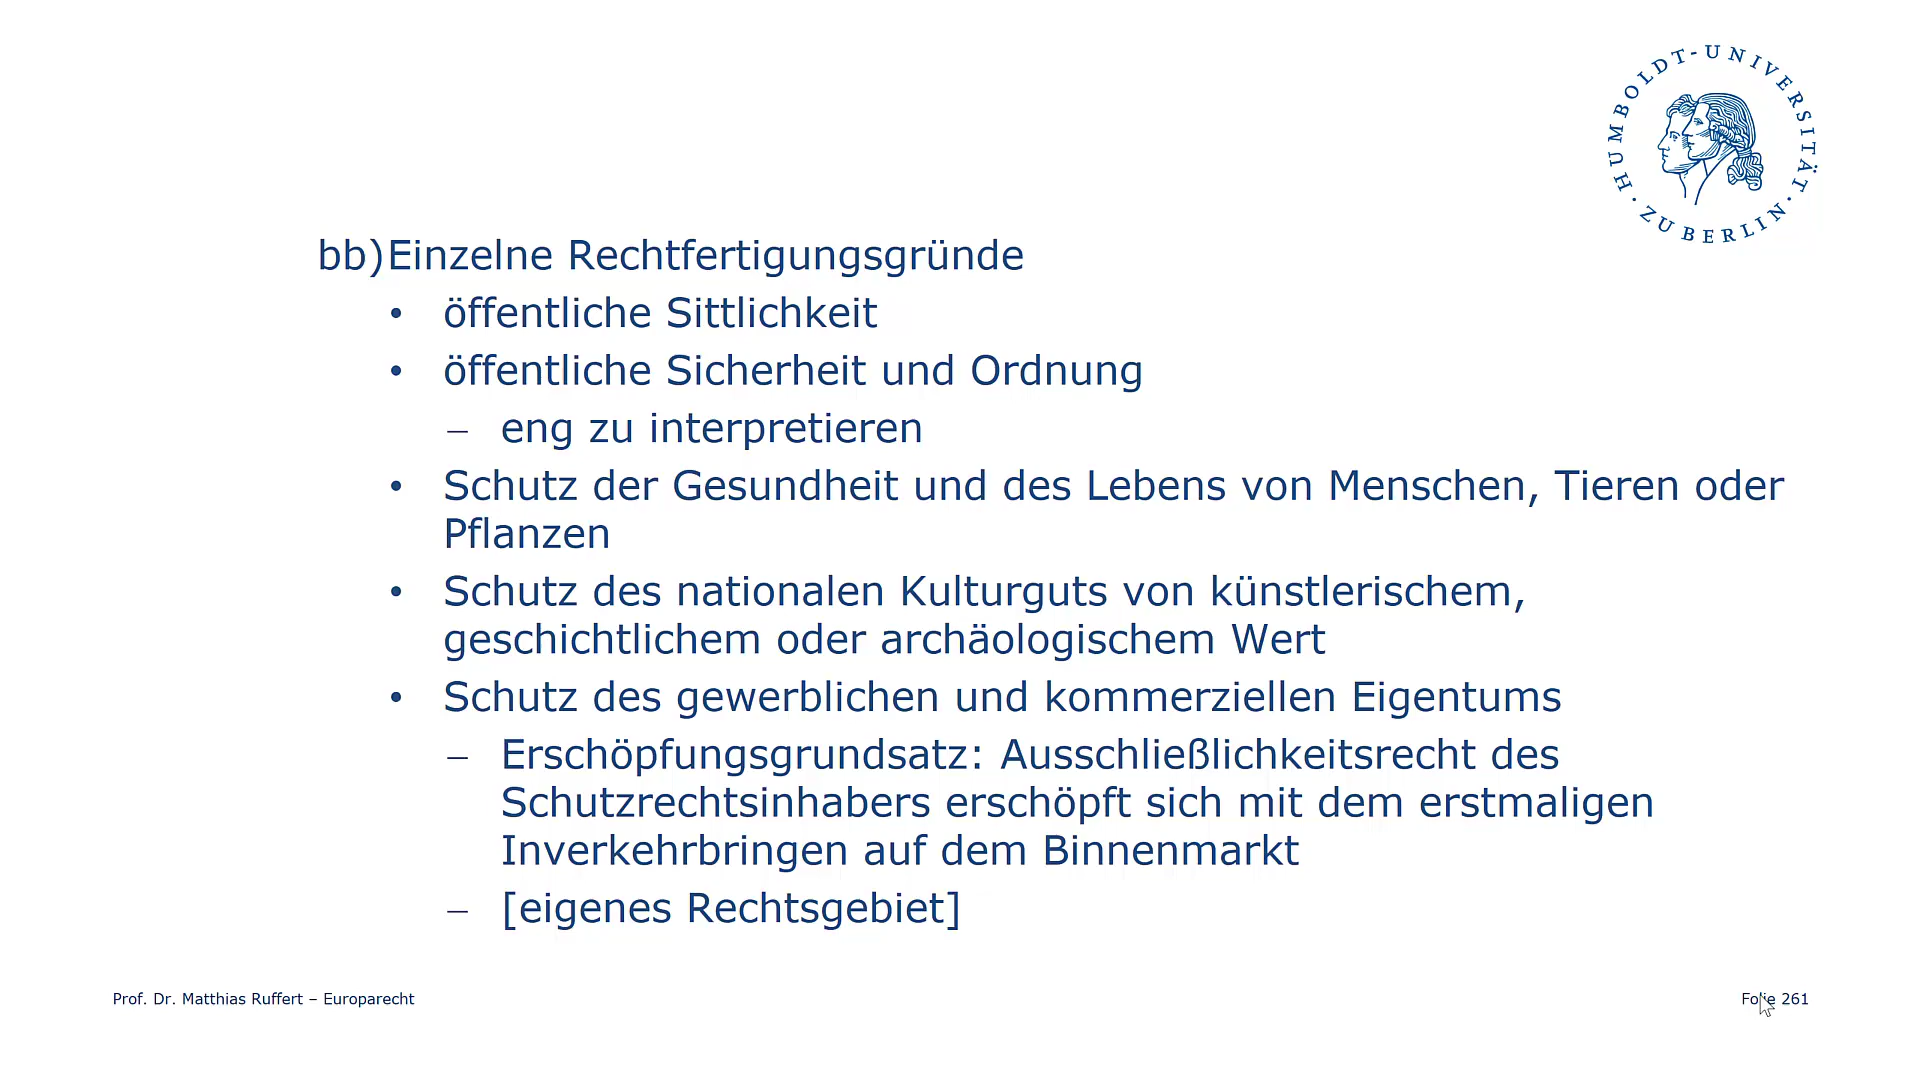 HUMBOLDT-UNIVERSITÄT · ZU BERLIN ·
bb) Einzelne Rechtfertigungsgründe
• öffentliche Sittlichkeit
• öffentliche Sicherheit und Ordnung
– eng zu interpretieren
• Schutz der Gesundheit und des Lebens von Menschen, Tieren oder
Pflanzen
• Schutz des nationalen Kulturguts von künstlerischem,
geschichtlichem oder archäologischem Wert
• Schutz des gewerblichen und kommerziellen Eigentums
– Erschöpfungsgrundsatz: Ausschließlichkeitsrecht des
Schutzrechtsinhabers erschöpft sich mit dem erstmaligen
Inverkehrbringen auf dem Binnenmarkt
– [eigenes Rechtsgebiet]
Prof. Dr. Matthias Ruffert – Europarecht
Folie 261